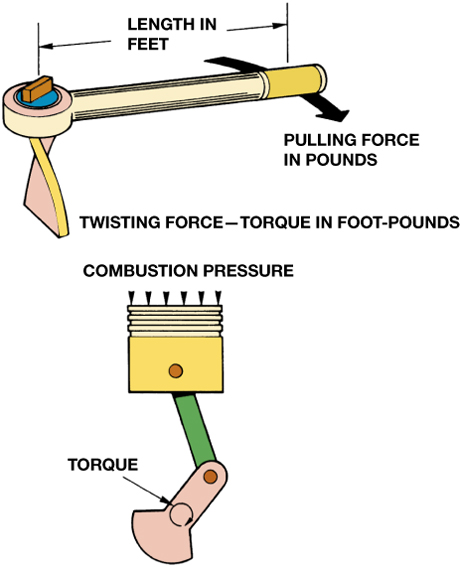 LENGTH IN
FEET
PULLING FORCE
IN POUNDS
TWISTING FORCE—TORQUE IN FOOT-POUNDS
COMBUSTION PRESSURE
TORQUE